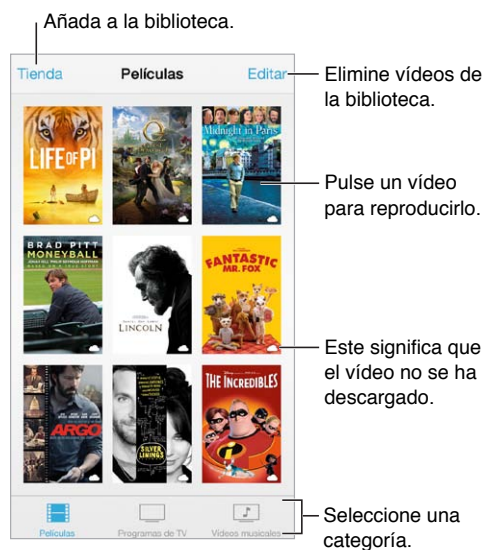 Añada a la biblioteca.
Tienda Películas Editar
Elimine vídeos de
la biblioteca.
LIFE OF PI
Midnight in Paris
Pulse un vídeo
para reproducirlo.
BRAD PITT
MONEYBALL
LINCOLN
FANTASTIC
MR. FOX
Este significa que
el vídeo no se ha
descargado.
ARGO
SILVER
LININGS
THE INCREDIBLES
Películas Programas de TV Vídeos musicales
Seleccione una
categoría.